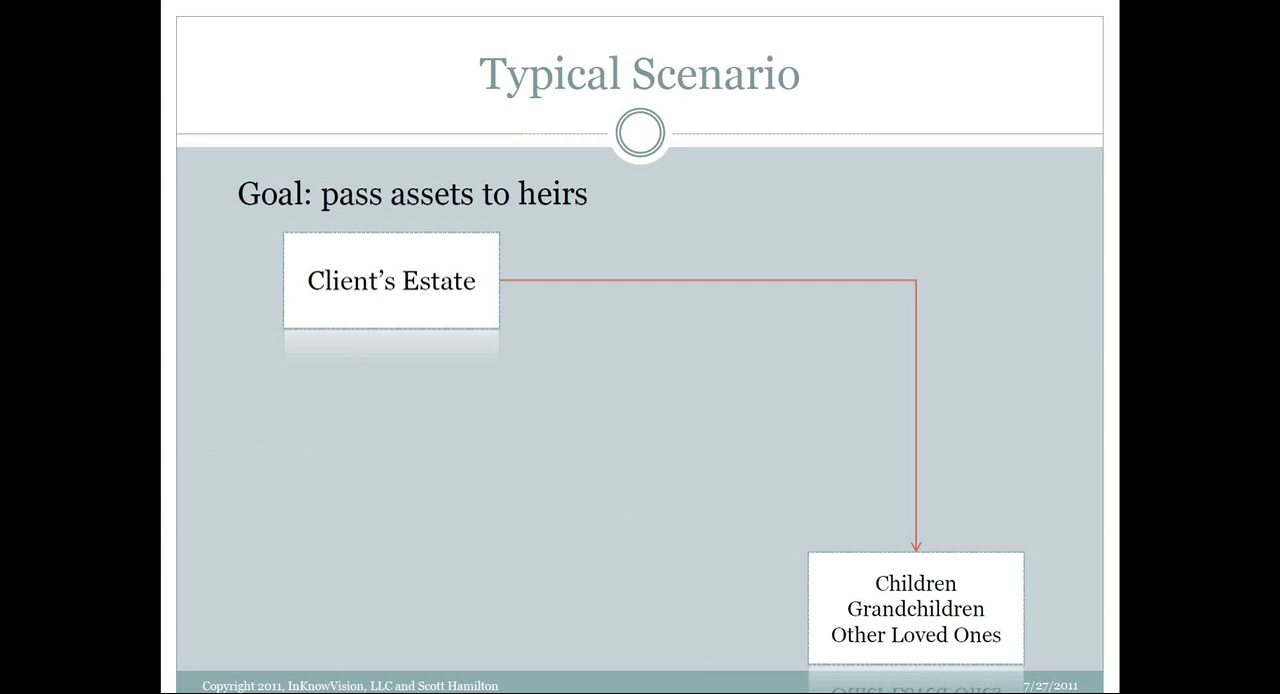 Typical Scenario
Goal: pass assets to heirs
Client’s Estate
Children
Grandchildren
Other Loved Ones
Copyright 2011, InKnowVision, LLC and Scott Hamilton
7/27/2011